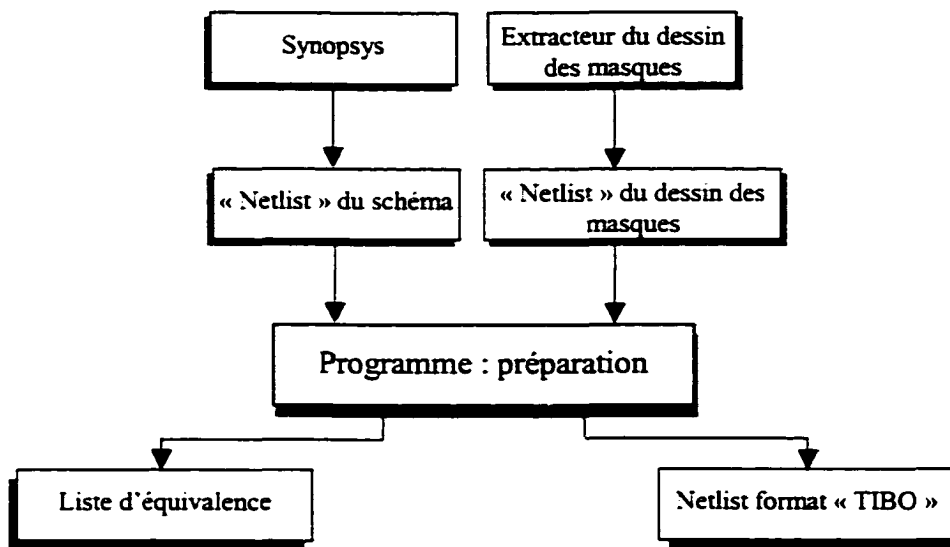 Synopsys
Extracteur du dessin
des masques
« Netlist » du schéma
« Netlist » du dessin des
masques
Programme : préparation
Liste d'équivalence
Netlist format « TIBO »